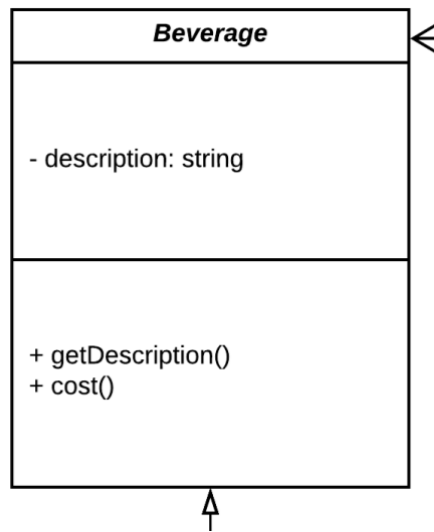 Beverage
- description: string
+ getDescription()
+ cost()